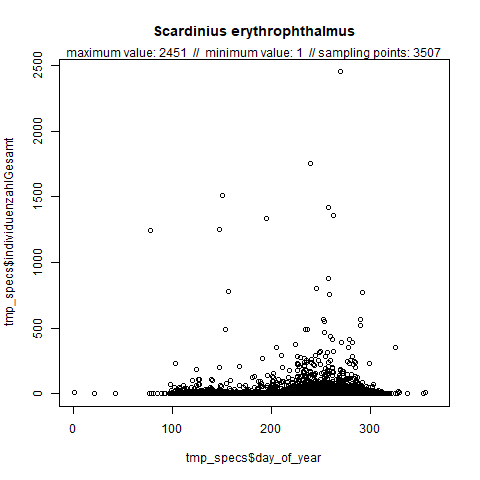 Scardinius erythrophthalmus
maximum value: 2451 // minimum value: 1 // sampling points: 3507
tmp_specs$individuenzahlGesamt
2500
2000
1500
1000
500
0
0 100 200 300
tmp_specs$day_of_year